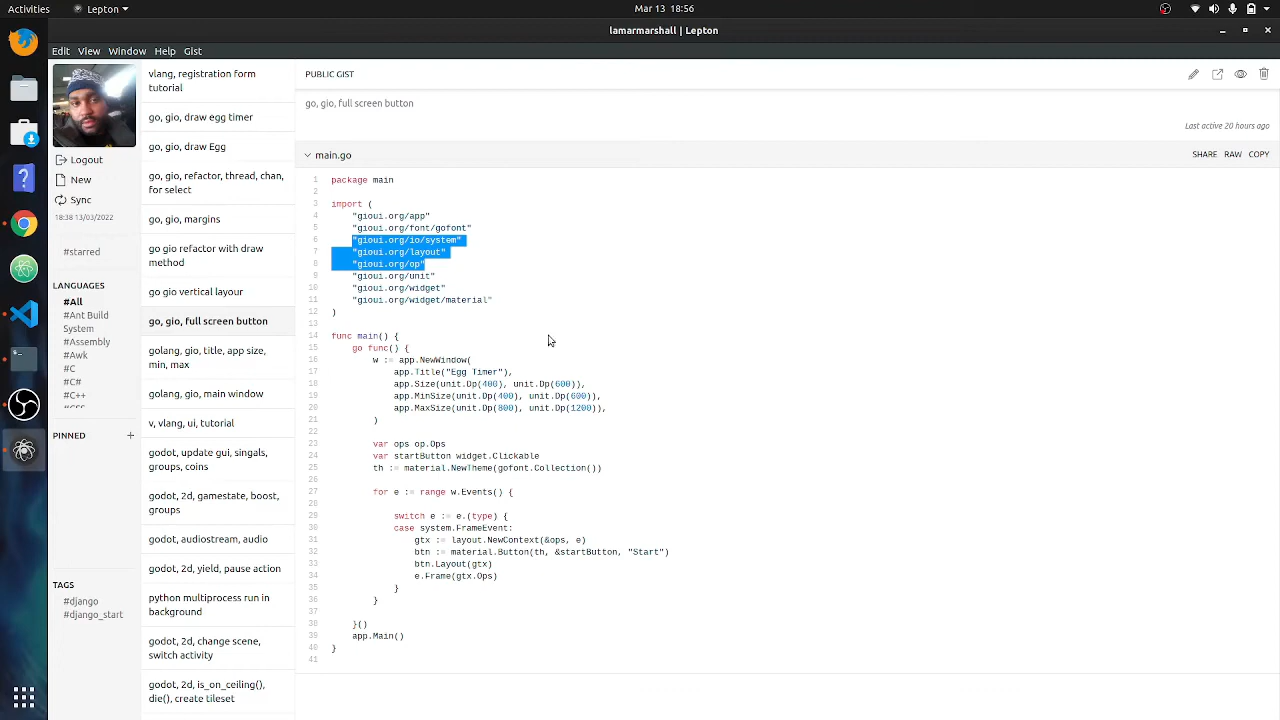 Activities
Lepton
Mar 13 18:56
lamarmarshall | Lepton
Edit View Window Help Gist
Logout
New
Sync
18:38 13/03/2022
#starred
LANGUAGES
#All
#Ant Build
System
#Assembly
#Awk
#C
#C#
#C++
#CSS
PINNED
TAGS
#django
#django_start
vlang, registration form
tutorial
go, gio, draw egg timer
go, gio, draw Egg
go, gio, refactor, thread, chan,
for select
go, gio, margins
go gio refactor with draw
method
go gio vertical layour
go, gio, full screen button
golang, gio, title, app size,
min, max
golang, gio, main window
v, vlang, ui, tutorial
godot, update gui, singals,
groups, coins
godot, 2d, gamestate, boost,
groups
godot, audiostream, audio
godot, 2d, yield, pause action
python multiprocess run in
background
godot, 2d, change scene,
switch activity
godot, 2d, is_on_ceiling(),
die(), create tileset
PUBLIC GIST
go, gio, full screen button
Last active 20 hours ago
main.go
SHARE RAW COPY
1 package main
2
3 import (
4 "gioui.org/app"
5 "gioui.org/font/gofont"
6 "gioui.org/io/system"
7 "gioui.org/layout"
8 "gioui.org/op"
9 "gioui.org/unit"
10 "gioui.org/widget"
11 "gioui.org/widget/material"
12 )
13
14 func main() {
15 go func() {
16 w := app.NewWindow(
17 app.Title("Egg Timer"),
18 app.Size(unit.Dp(400), unit.Dp(600)),
19 app.MinSize(unit.Dp(400), unit.Dp(600)),
20 app.MaxSize(unit.Dp(800), unit.Dp(1200)),
21 )
22
23 var ops op.Ops
24 var startButton widget.Clickable
25 th := material.NewTheme(gofont.Collection())
26
27 for e := range w.Events() {
28
29 switch e := e.(type) {
30 case system.FrameEvent:
31 gtx := layout.NewContext(&ops, e)
32 btn := material.Button(th, &startButton, "Start")
33 btn.Layout(gtx)
34 e.Frame(gtx.Ops)
35 }
36 }
37
38 }()
39 app.Main()
40 }
41